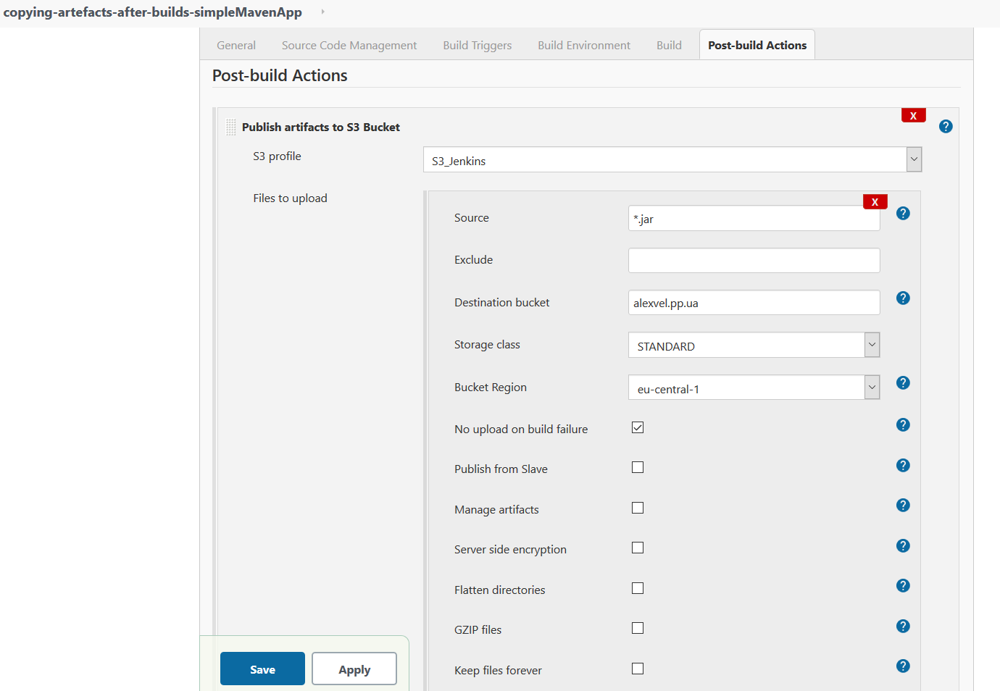 copying-artefacts-after-builds-simpleMavenApp
General Source Code Management Build Triggers Build Environment Build Post-build Actions
Post-build Actions
X
Publish artifacts to S3 Bucket ?
S3 profile S3_Jenkins
Files to upload
X
Source *.jar ?
Exclude
Destination bucket alexvel.pp.ua ?
Storage class STANDARD
Bucket Region eu-central-1 ?
No upload on build failure ?
Publish from Slave ?
Manage artifacts ?
Server side encryption ?
Flatten directories ?
GZIP files ?
Keep files forever ?
Save Apply